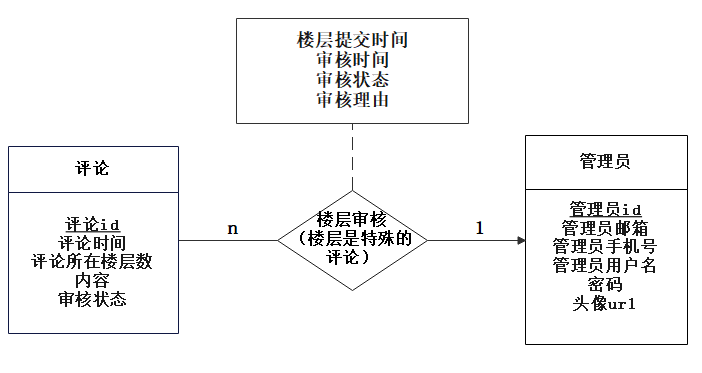 楼层提交时间
审核时间
审核状态
审核理由
评论
评论id
评论时间
评论所在楼层数
内容
审核状态
n
楼层审核
（楼层是特殊的
评论）
1
管理员
管理员id
管理员邮箱
管理员手机号
管理员用户名
密码
头像url